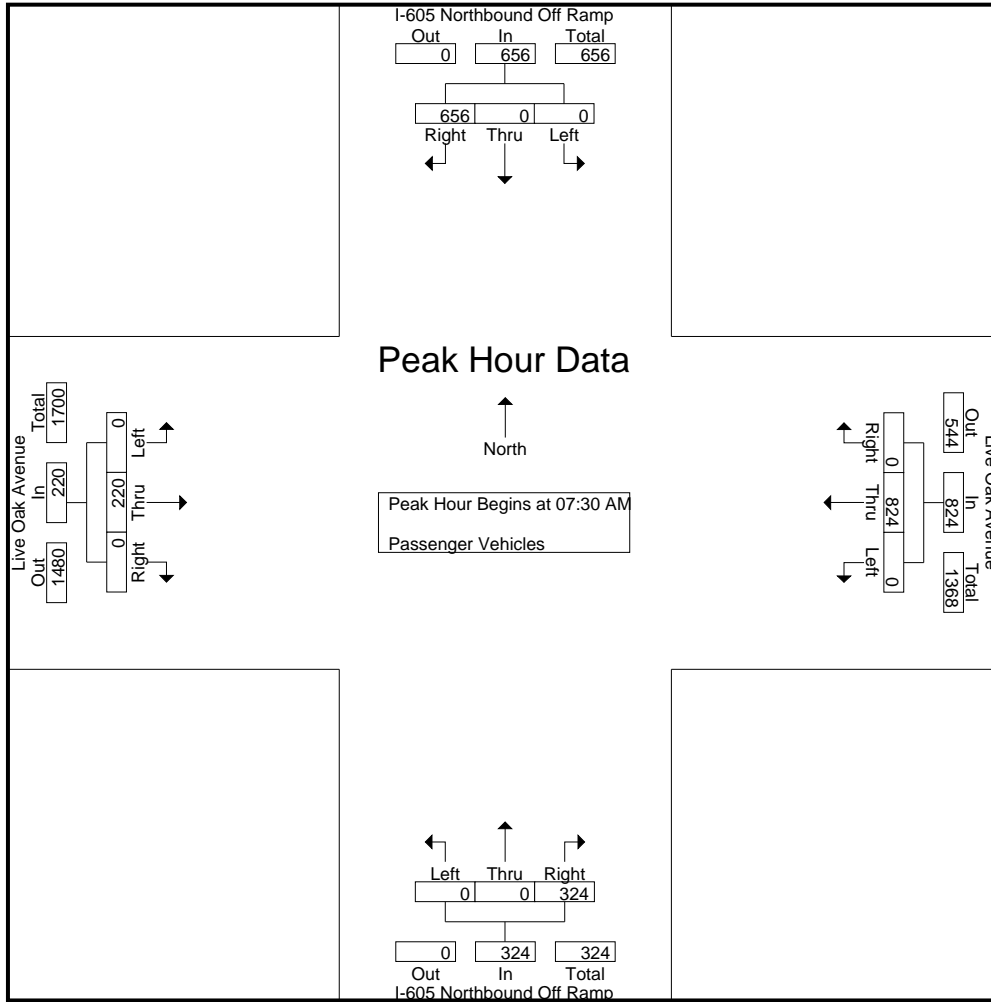 I-605 Northbound Off Ramp
Out In Total
0 656 656
656 0 0
Right Thru Left
Peak Hour Data
North
Peak Hour Begins at 07:30 AM
Passenger Vehicles
Live Oak Avenue
Total In Out
1700 220 1480
0 220 0
Left Thru Right
Live Oak Avenue
Out In Total
544 824 1368
0 824 0
Right Thru Left
Left Thru Right
0 0 324
0 324 324
Out In Total
I-605 Northbound Off Ramp